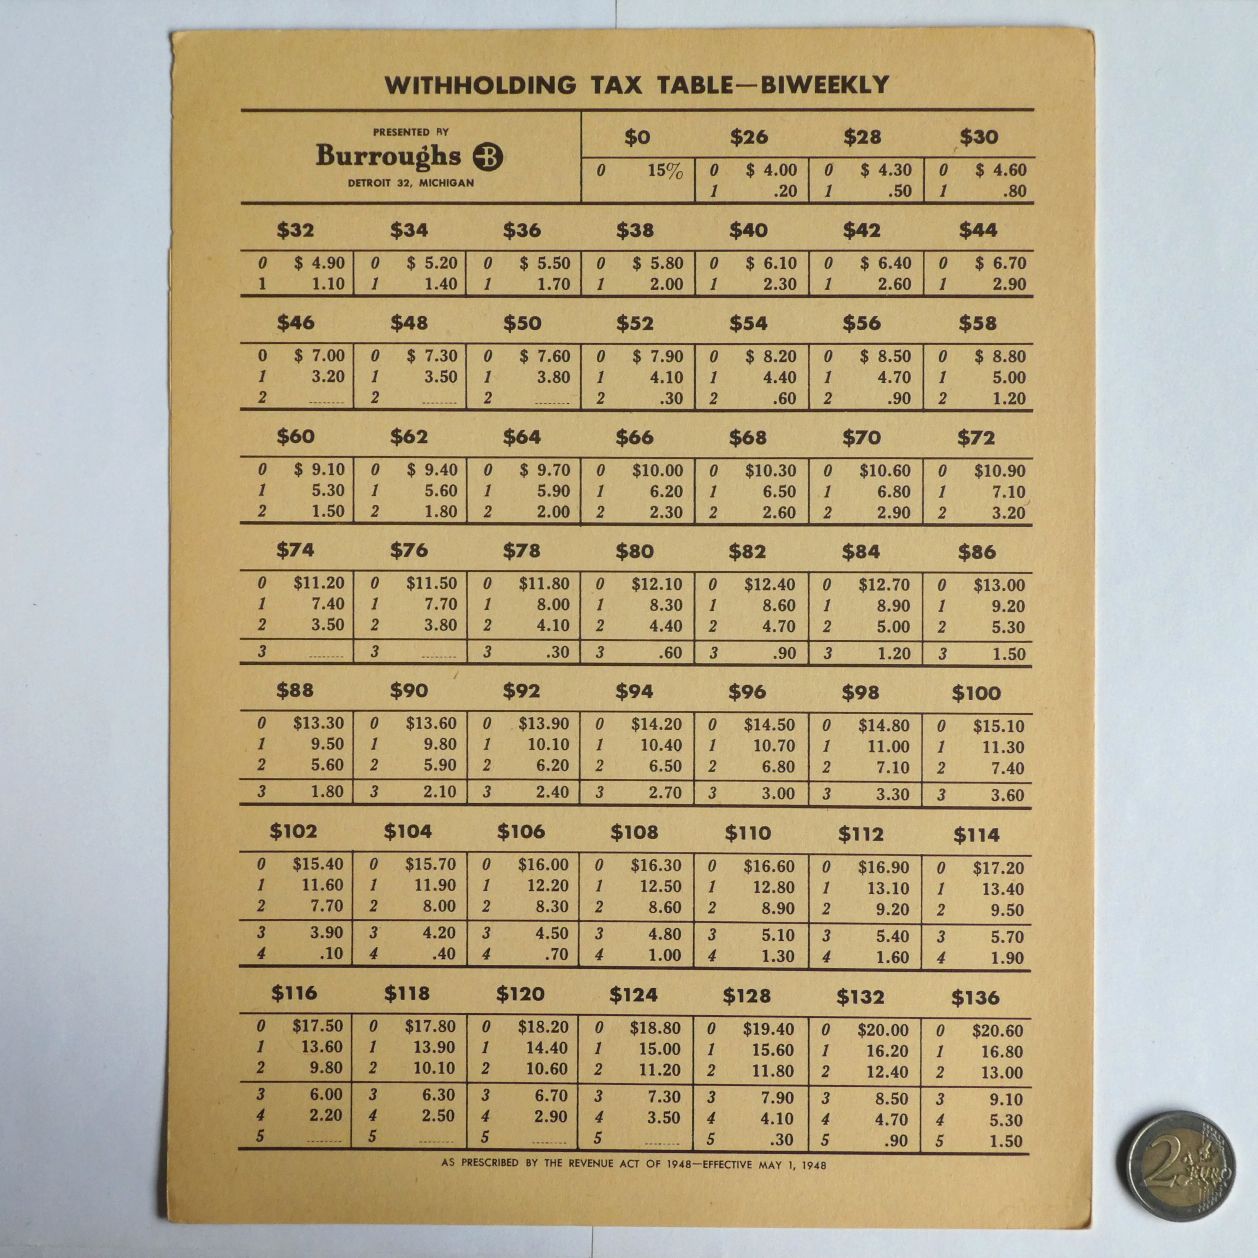 WITHHOLDING TAX TABLE—BIWEEKLY
PRESENTED BY
Burroughs B
DETROIT 32, MICHIGAN
$0 $26 $28 $30
0 15% 0 $ 4.00 0 $ 4.30 0 $ 4.60
1 .20 1 .50 1 .80
$32 $34 $36 $38 $40 $42 $44
0 $ 4.90 0 $ 5.20 0 $ 5.50 0 $ 5.80 0 $ 6.10 0 $ 6.40 0 $ 6.70
1 1.10 1 1.40 1 1.70 1 2.00 1 2.30 1 2.60 1 2.90
$46 $48 $50 $52 $54 $56 $58
0 $ 7.00 0 $ 7.30 0 $ 7.60 0 $ 7.90 0 $ 8.20 0 $ 8.50 0 $ 8.80
1 3.20 1 3.50 1 3.80 1 4.10 1 4.40 1 4.70 1 5.00
2 ........ 2 ........ 2 ........ 2 .30 2 .60 2 .90 2 1.20
$60 $62 $64 $66 $68 $70 $72
0 $ 9.10 0 $ 9.40 0 $ 9.70 0 $10.00 0 $10.30 0 $10.60 0 $10.90
1 5.30 1 5.60 1 5.90 1 6.20 1 6.50 1 6.80 1 7.10
2 1.50 2 1.80 2 2.00 2 2.30 2 2.60 2 2.90 2 3.20
$74 $76 $78 $80 $82 $84 $86
0 $11.20 0 $11.50 0 $11.80 0 $12.10 0 $12.40 0 $12.70 0 $13.00
1 7.40 1 7.70 1 8.00 1 8.30 1 8.60 1 8.90 1 9.20
2 3.50 2 3.80 2 4.10 2 4.40 2 4.70 2 5.00 2 5.30
3 ........ 3 ........ 3 .30 3 .60 3 .90 3 1.20 3 1.50
$88 $90 $92 $94 $96 $98 $100
0 $13.30 0 $13.60 0 $13.90 0 $14.20 0 $14.50 0 $14.80 0 $15.10
1 9.50 1 9.80 1 10.10 1 10.40 1 10.70 1 11.00 1 11.30
2 5.60 2 5.90 2 6.20 2 6.50 2 6.80 2 7.10 2 7.40
3 1.80 3 2.10 3 2.40 3 2.70 3 3.00 3 3.30 3 3.60
$102 $104 $106 $108 $110 $112 $114
0 $15.40 0 $15.70 0 $16.00 0 $16.30 0 $16.60 0 $16.90 0 $17.20
1 11.60 1 11.90 1 12.20 1 12.50 1 12.80 1 13.10 1 13.40
2 7.70 2 8.00 2 8.30 2 8.60 2 8.90 2 9.20 2 9.50
3 3.90 3 4.20 3 4.50 3 4.80 3 5.10 3 5.40 3 5.70
4 .10 4 .40 4 .70 4 1.00 4 1.30 4 1.60 4 1.90
$116 $118 $120 $124 $128 $132 $136
0 $17.50 0 $17.80 0 $18.20 0 $18.80 0 $19.40 0 $20.00 0 $20.60
1 13.60 1 13.90 1 14.40 1 15.00 1 15.60 1 16.20 1 16.80
2 9.80 2 10.10 2 10.60 2 11.20 2 11.80 2 12.40 2 13.00
3 6.00 3 6.30 3 6.70 3 7.30 3 7.90 3 8.50 3 9.10
4 2.20 4 2.50 4 2.90 4 3.50 4 4.10 4 4.70 4 5.30
5 ........ 5 ........ 5 ........ 5 ........ 5 .30 5 .90 5 1.50
AS PRESCRIBED BY THE REVENUE ACT OF 1948—EFFECTIVE MAY 1, 1948
2 EURO